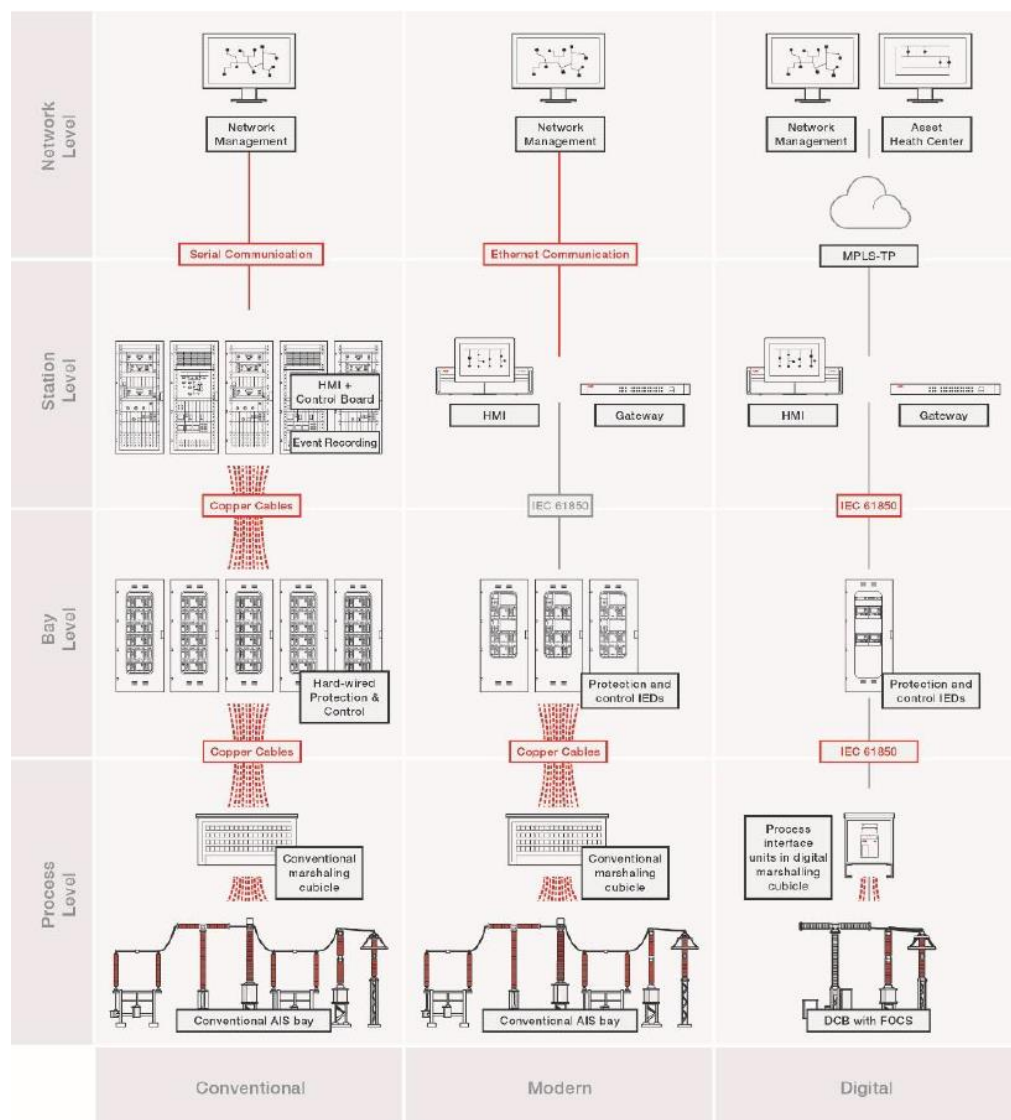 Network
Level
Network
Management
Network
Management
Network
Management
Asset
Heath Center
Serial Communication
Ethernet Communication
MPLS-TP
Station
Level
HMI +
Control Board
Event Recording
HMI
Gateway
HMI
Gateway
Copper Cables
IEC 61850
IEC 61850
Bay
Level
Hard-wired
Protection &
Control
Protection and
control IEDs
Protection and
control IEDs
Copper Cables
Copper Cables
IEC 61850
Process
Level
Conventional
marshaling
cubicle
Conventional
marshaling
cubicle
Process
interface
units in digital
marshalling
cubicle
Conventional AIS bay
Conventional AIS bay
DCB with FOCS
Conventional
Modern
Digital